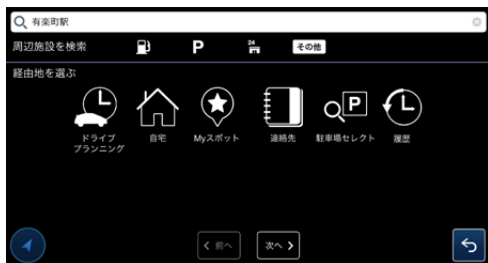 有楽町駅
周辺施設を検索 P 24 その他
経由地を選ぶ
P
ドライブ
プランニング
自宅
Myスポット
連絡先
駐車場セレクト
履歴
前へ
次へ